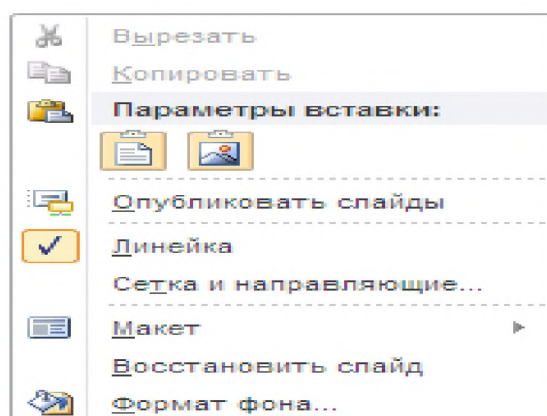 Вырезать
Копировать
Параметры вставки:
Опубликовать слайды
Линейка
Сетка и направляющие...
Макет
Восстановить слайд
Формат фона...